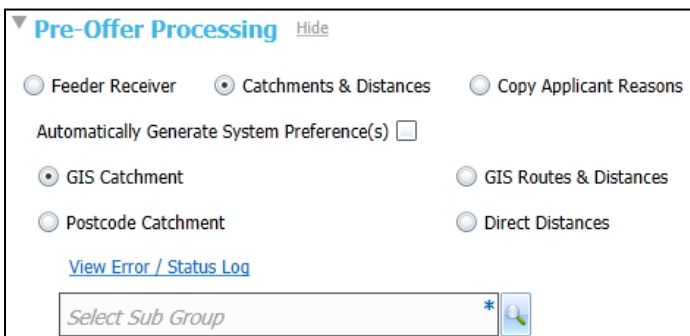 Pre-Offer Processing Hide
Feeder Receiver Catchments & Distances Copy Applicant Reasons
Automatically Generate System Preference(s)
GIS Catchment GIS Routes & Distances
Postcode Catchment Direct Distances
View Error / Status Log
Select Sub Group *